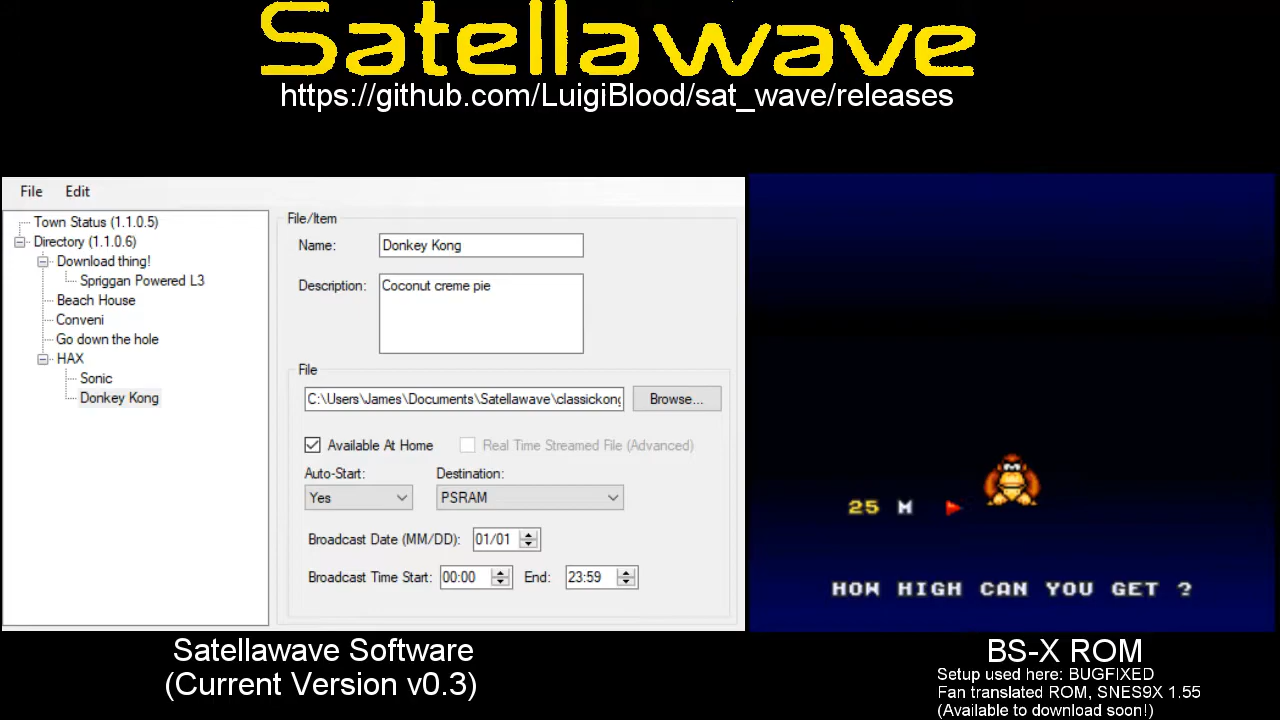 Satellawave
https://github.com/LuigiBlood/sat_wave/releases
File Edit
Town Status (1.1.0.5)
Directory (1.1.0.6)
Download thing!
Spriggan Powered L3
Beach House
Conveni
Go down the hole
HAX
Sonic
Donkey Kong
File/Item
Name: Donkey Kong
Description: Coconut creme pie
File
C:\Users\James\Documents\Satellawave\classickong Browse...
Available At Home Real Time Streamed File (Advanced)
Auto-Start: Destination:
Yes PSRAM
Broadcast Date (MM/DD): 01/01
Broadcast Time Start: 00:00 End: 23:59
25 M
HOW HIGH CAN YOU GET ?
Satellawave Software
(Current Version v0.3)
BS-X ROM
Setup used here: BUGFIXED
Fan translated ROM, SNES9X 1.55
(Available to download soon!)